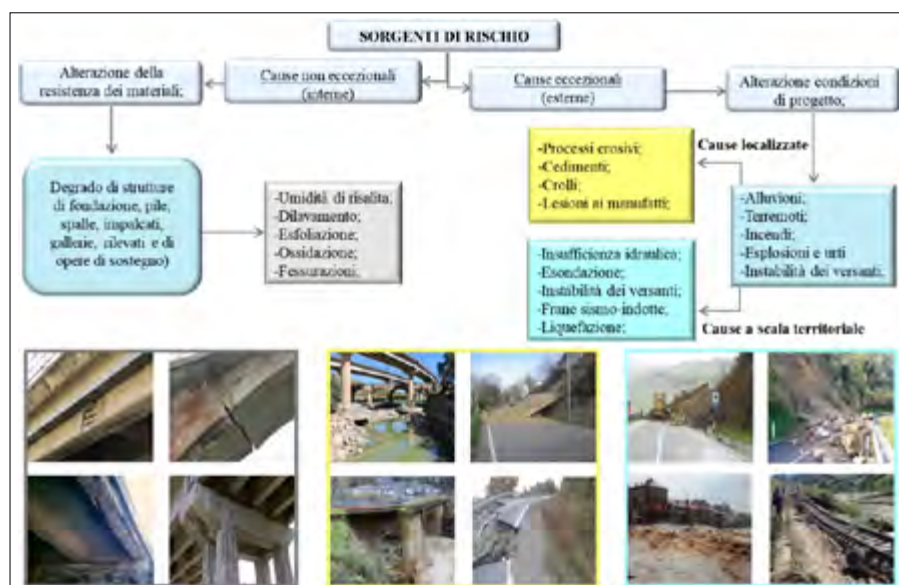 SORGENTI DI RISCHIO
Alterazione della
resistenza dei materiali;
Cause non eccezionali
(interne)
Cause eccezionali
(esterne)
Alterazione condizioni
di progetto;
Degrado di strutture
di fondazione, pile,
spalle, impalcati,
gallerie, rilevati e di
opere di sostegno)
-Umidità di risalita;
-Dilavamento;
-Esfoliazione;
-Ossidazione;
-Fessurazioni;
-Processi erosivi;
-Cedimenti;
-Crolli;
-Lesioni ai manufatti;
Cause localizzate
-Alluvioni;
-Terremoti;
-Incendi;
-Esplosioni e urti
-Instabilità dei versanti;
-Insufficienza idraulica;
-Esondazione;
-Instabilità dei versanti;
-Frane sismo-indotte;
-Liquefazione;
Cause a scala territoriale